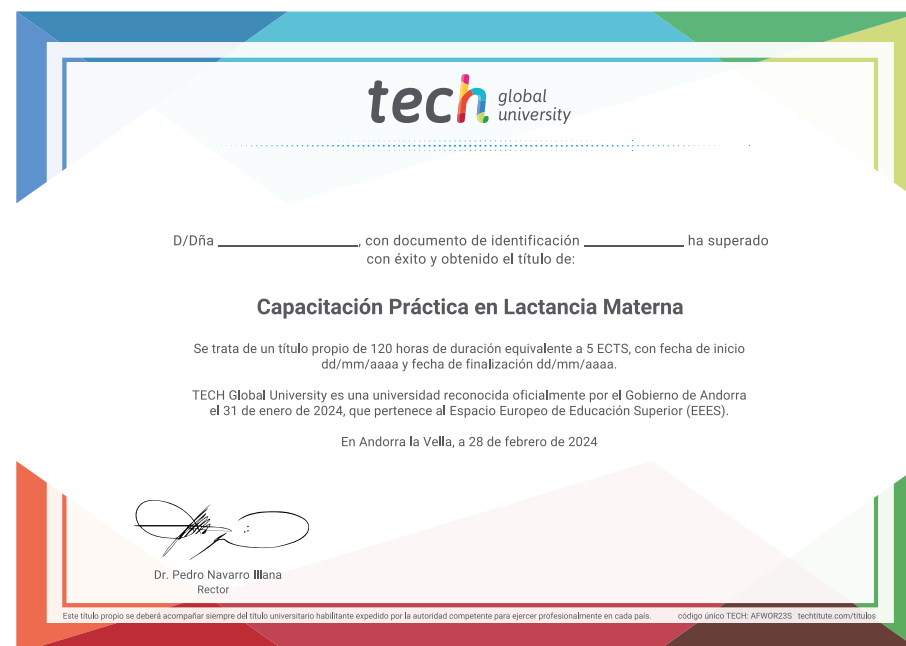 tech global university
D/Dña ____________________, con documento de identificación ______________ ha superado
con éxito y obtenido el título de:
Capacitación Práctica en Lactancia Materna
Se trata de un título propio de 120 horas de duración equivalente a 5 ECTS, con fecha de inicio
dd/mm/aaaa y fecha de finalización dd/mm/aaaa.
TECH Global University es una universidad reconocida oficialmente por el Gobierno de Andorra
el 31 de enero de 2024, que pertenece al Espacio Europeo de Educación Superior (EEES).
En Andorra la Vella, a 28 de febrero de 2024
Dr. Pedro Navarro Illana
Rector
Este título propio se deberá acompañar siempre del título universitario habilitante expedido por la autoridad competente para ejercer profesionalmente en cada país. código único TECH: AFWOR23S techtitute.com/titulos